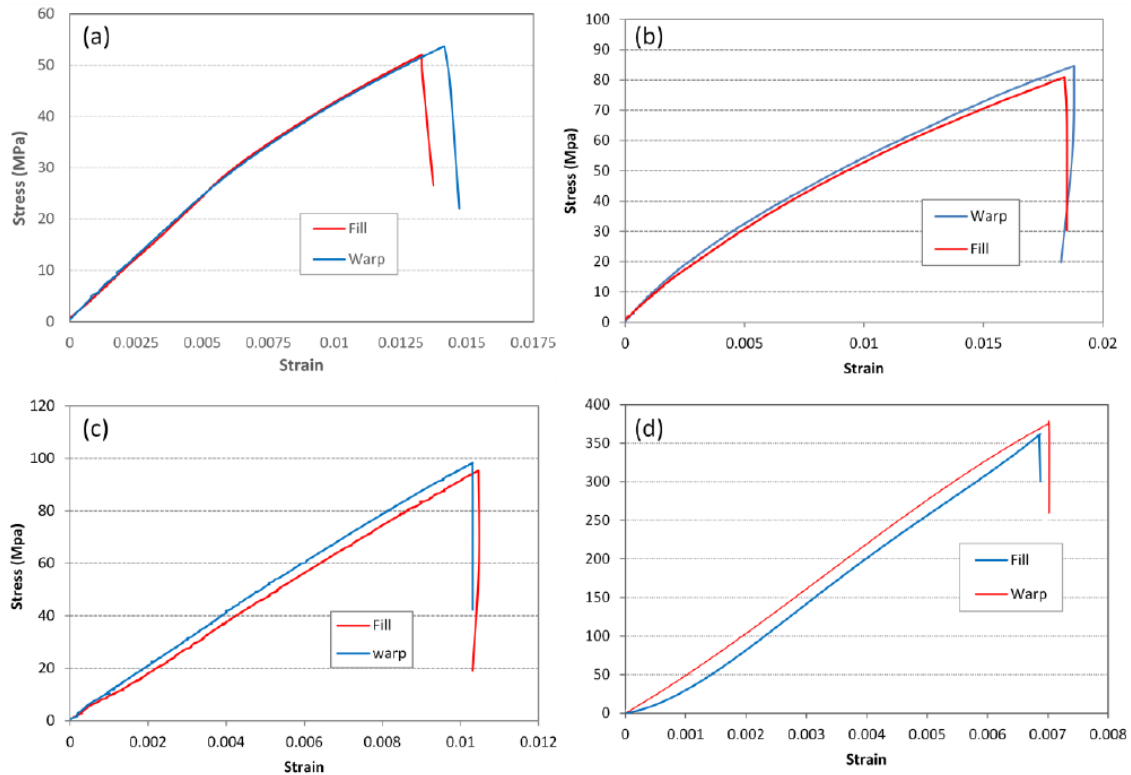 (a)
60
50
40
30
20
10
0
Stress (MPa)
Fill
Warp
0 0.0025 0.005 0.0075 0.01 0.0125 0.015 0.0175
Strain
(b)
100
90
80
70
60
50
40
30
20
10
0
Stress (Mpa)
Warp
Fill
0 0.005 0.01 0.015 0.02
Strain
(c)
120
100
80
60
40
20
0
Stress (Mpa)
Fill
warp
0 0.002 0.004 0.006 0.008 0.01 0.012
Strain
(d)
400
350
300
250
200
150
100
50
0
Stress (Mpa)
Fill
Warp
0 0.001 0.002 0.003 0.004 0.005 0.006 0.007 0.008
Strain